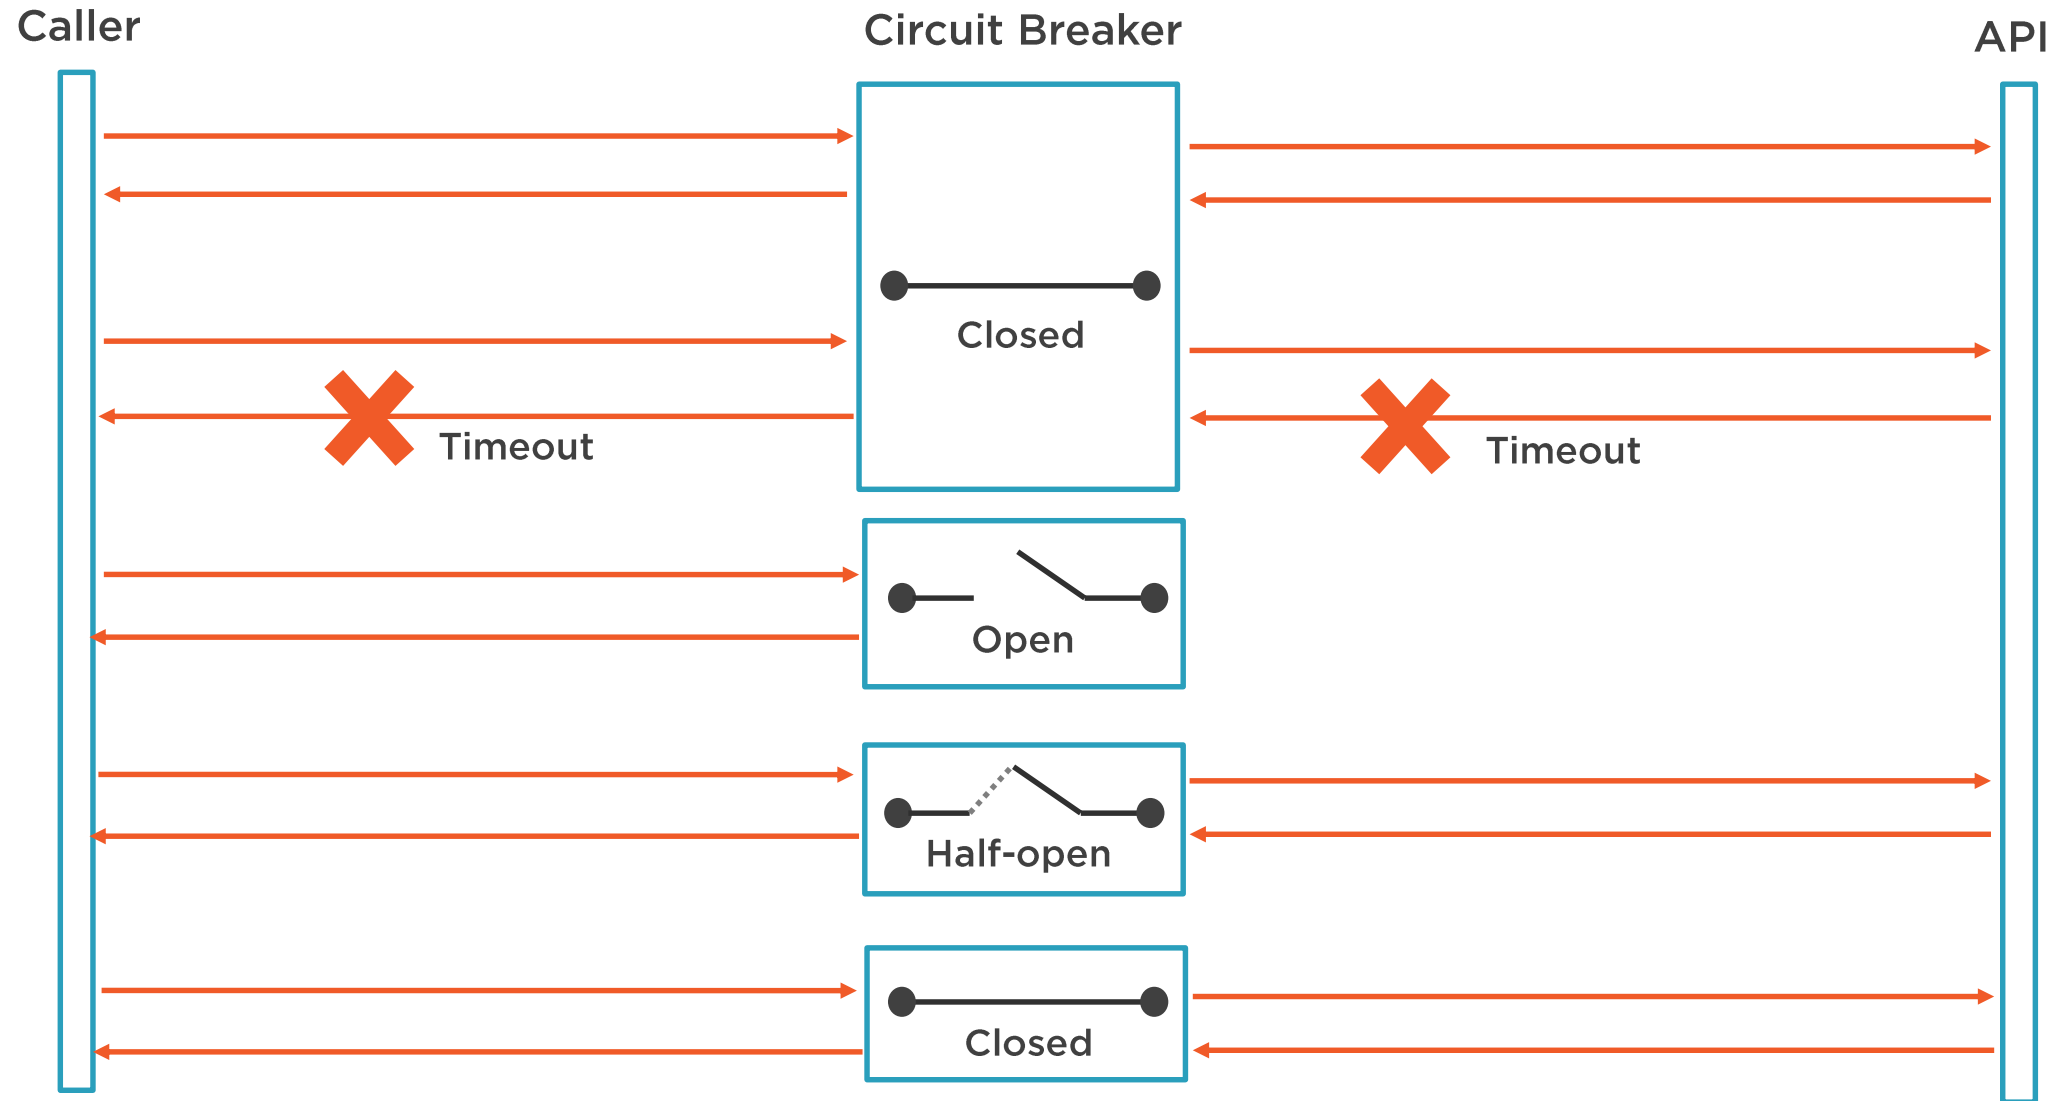 Caller
Circuit Breaker
API
Closed
Timeout
Timeout
Open
Half-open
Closed